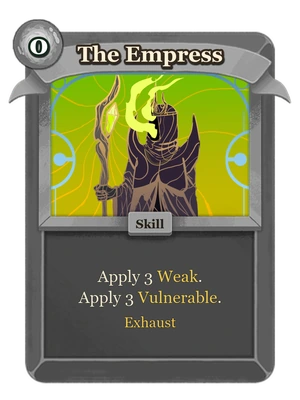 0
The Empress
Skill
Apply 3 Weak.
Apply 3 Vulnerable.
Exhaust